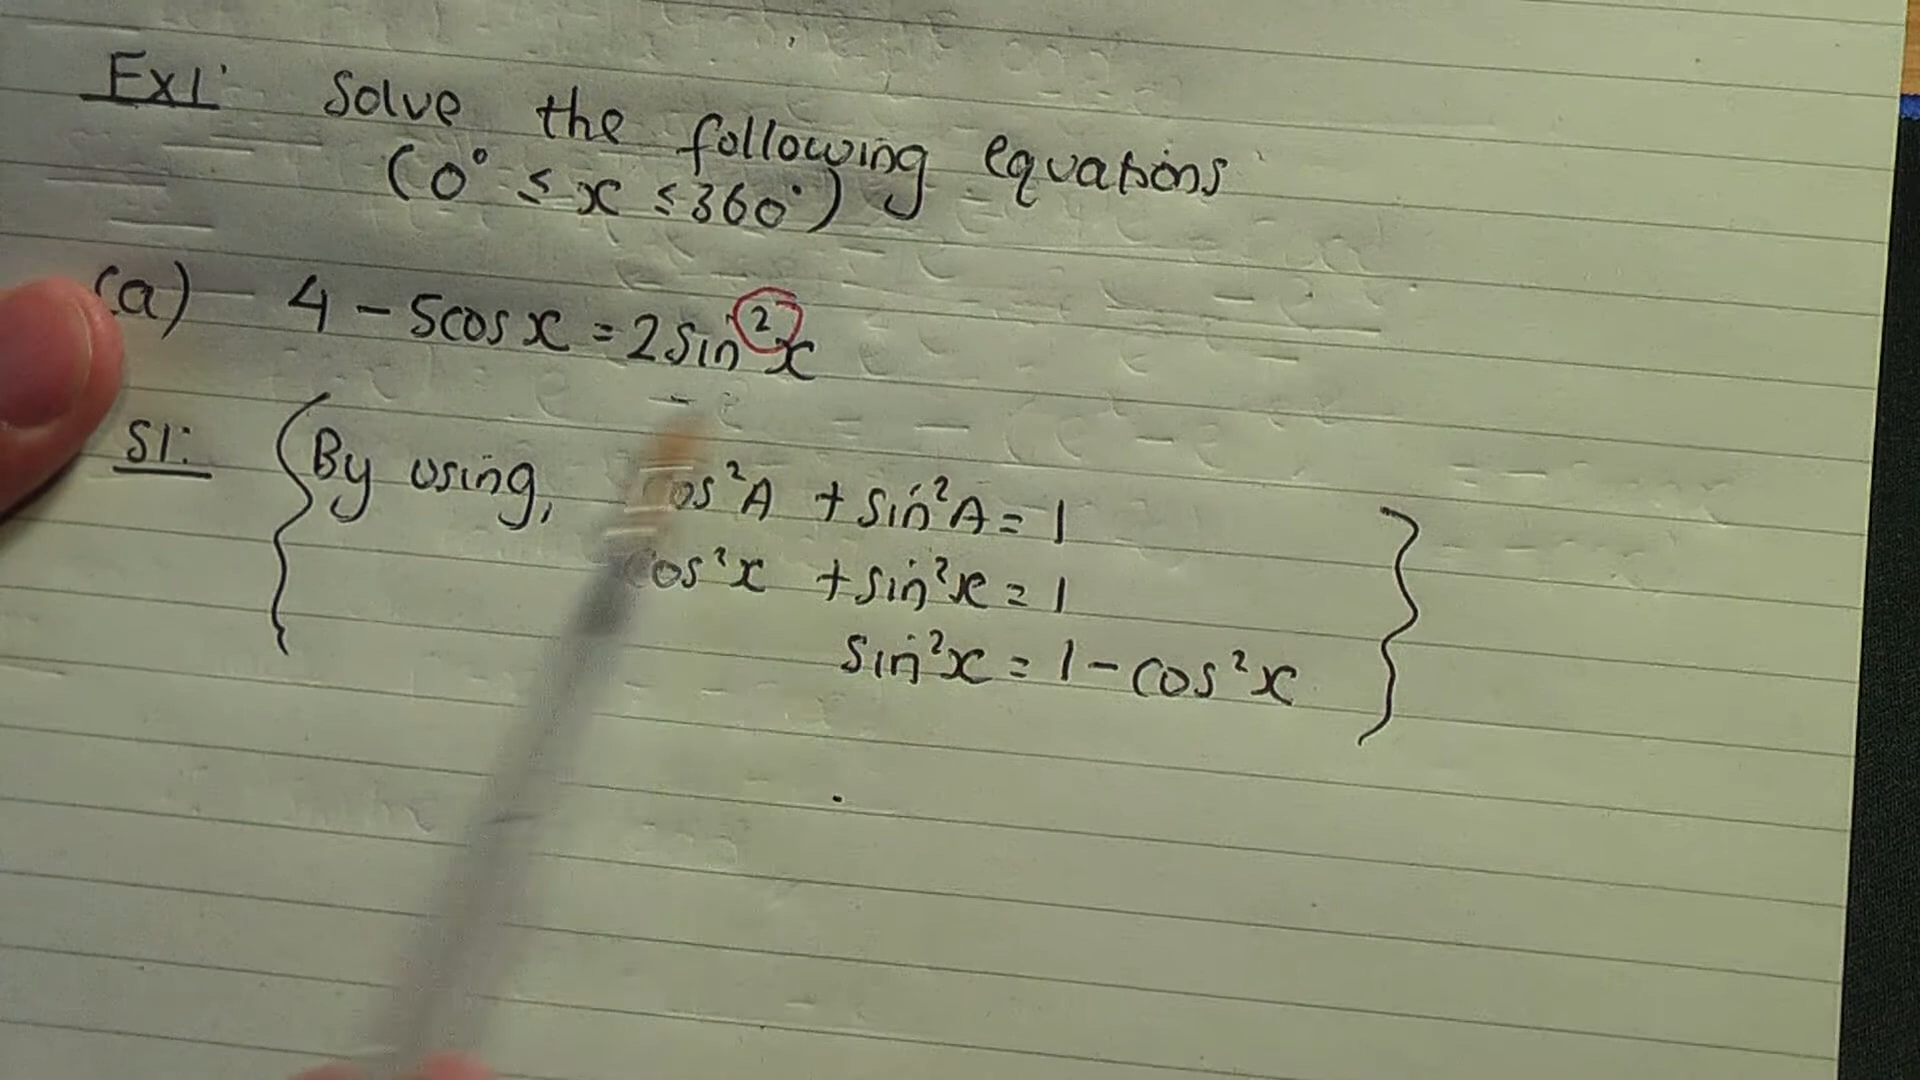 Ex1: Solve the following equations
(0° ≤ x ≤ 360°)
(a) 4 - 5cos x = 2sin²x
S1: { By using, cos²A + sin²A = 1
cos²x + sin²x = 1
sin²x = 1 - cos²x }